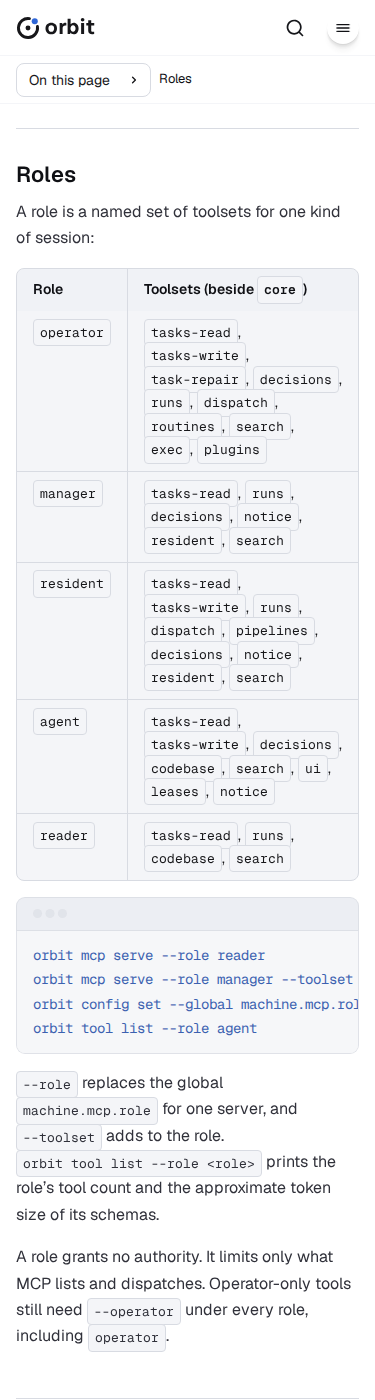 orbit
On this page
Roles
Roles
A role is a named set of toolsets for one kind
of session:
Role
Toolsets (beside core)
operator
tasks-read,
tasks-write,
task-repair, decisions,
runs, dispatch,
routines, search,
exec, plugins
manager
tasks-read, runs,
decisions, notice,
resident, search
resident
tasks-read,
tasks-write, runs,
dispatch, pipelines,
decisions, notice,
resident, search
agent
tasks-read,
tasks-write, decisions,
codebase, search, ui,
leases, notice
reader
tasks-read, runs,
codebase, search
orbit mcp serve --role reader
orbit mcp serve --role manager --toolset
orbit config set --global machine.mcp.rol
orbit tool list --role agent
--role replaces the global
machine.mcp.role for one server, and
--toolset adds to the role.
orbit tool list --role <role> prints the
role’s tool count and the approximate token
size of its schemas.
A role grants no authority. It limits only what
MCP lists and dispatches. Operator-only tools
still need --operator under every role,
including operator.